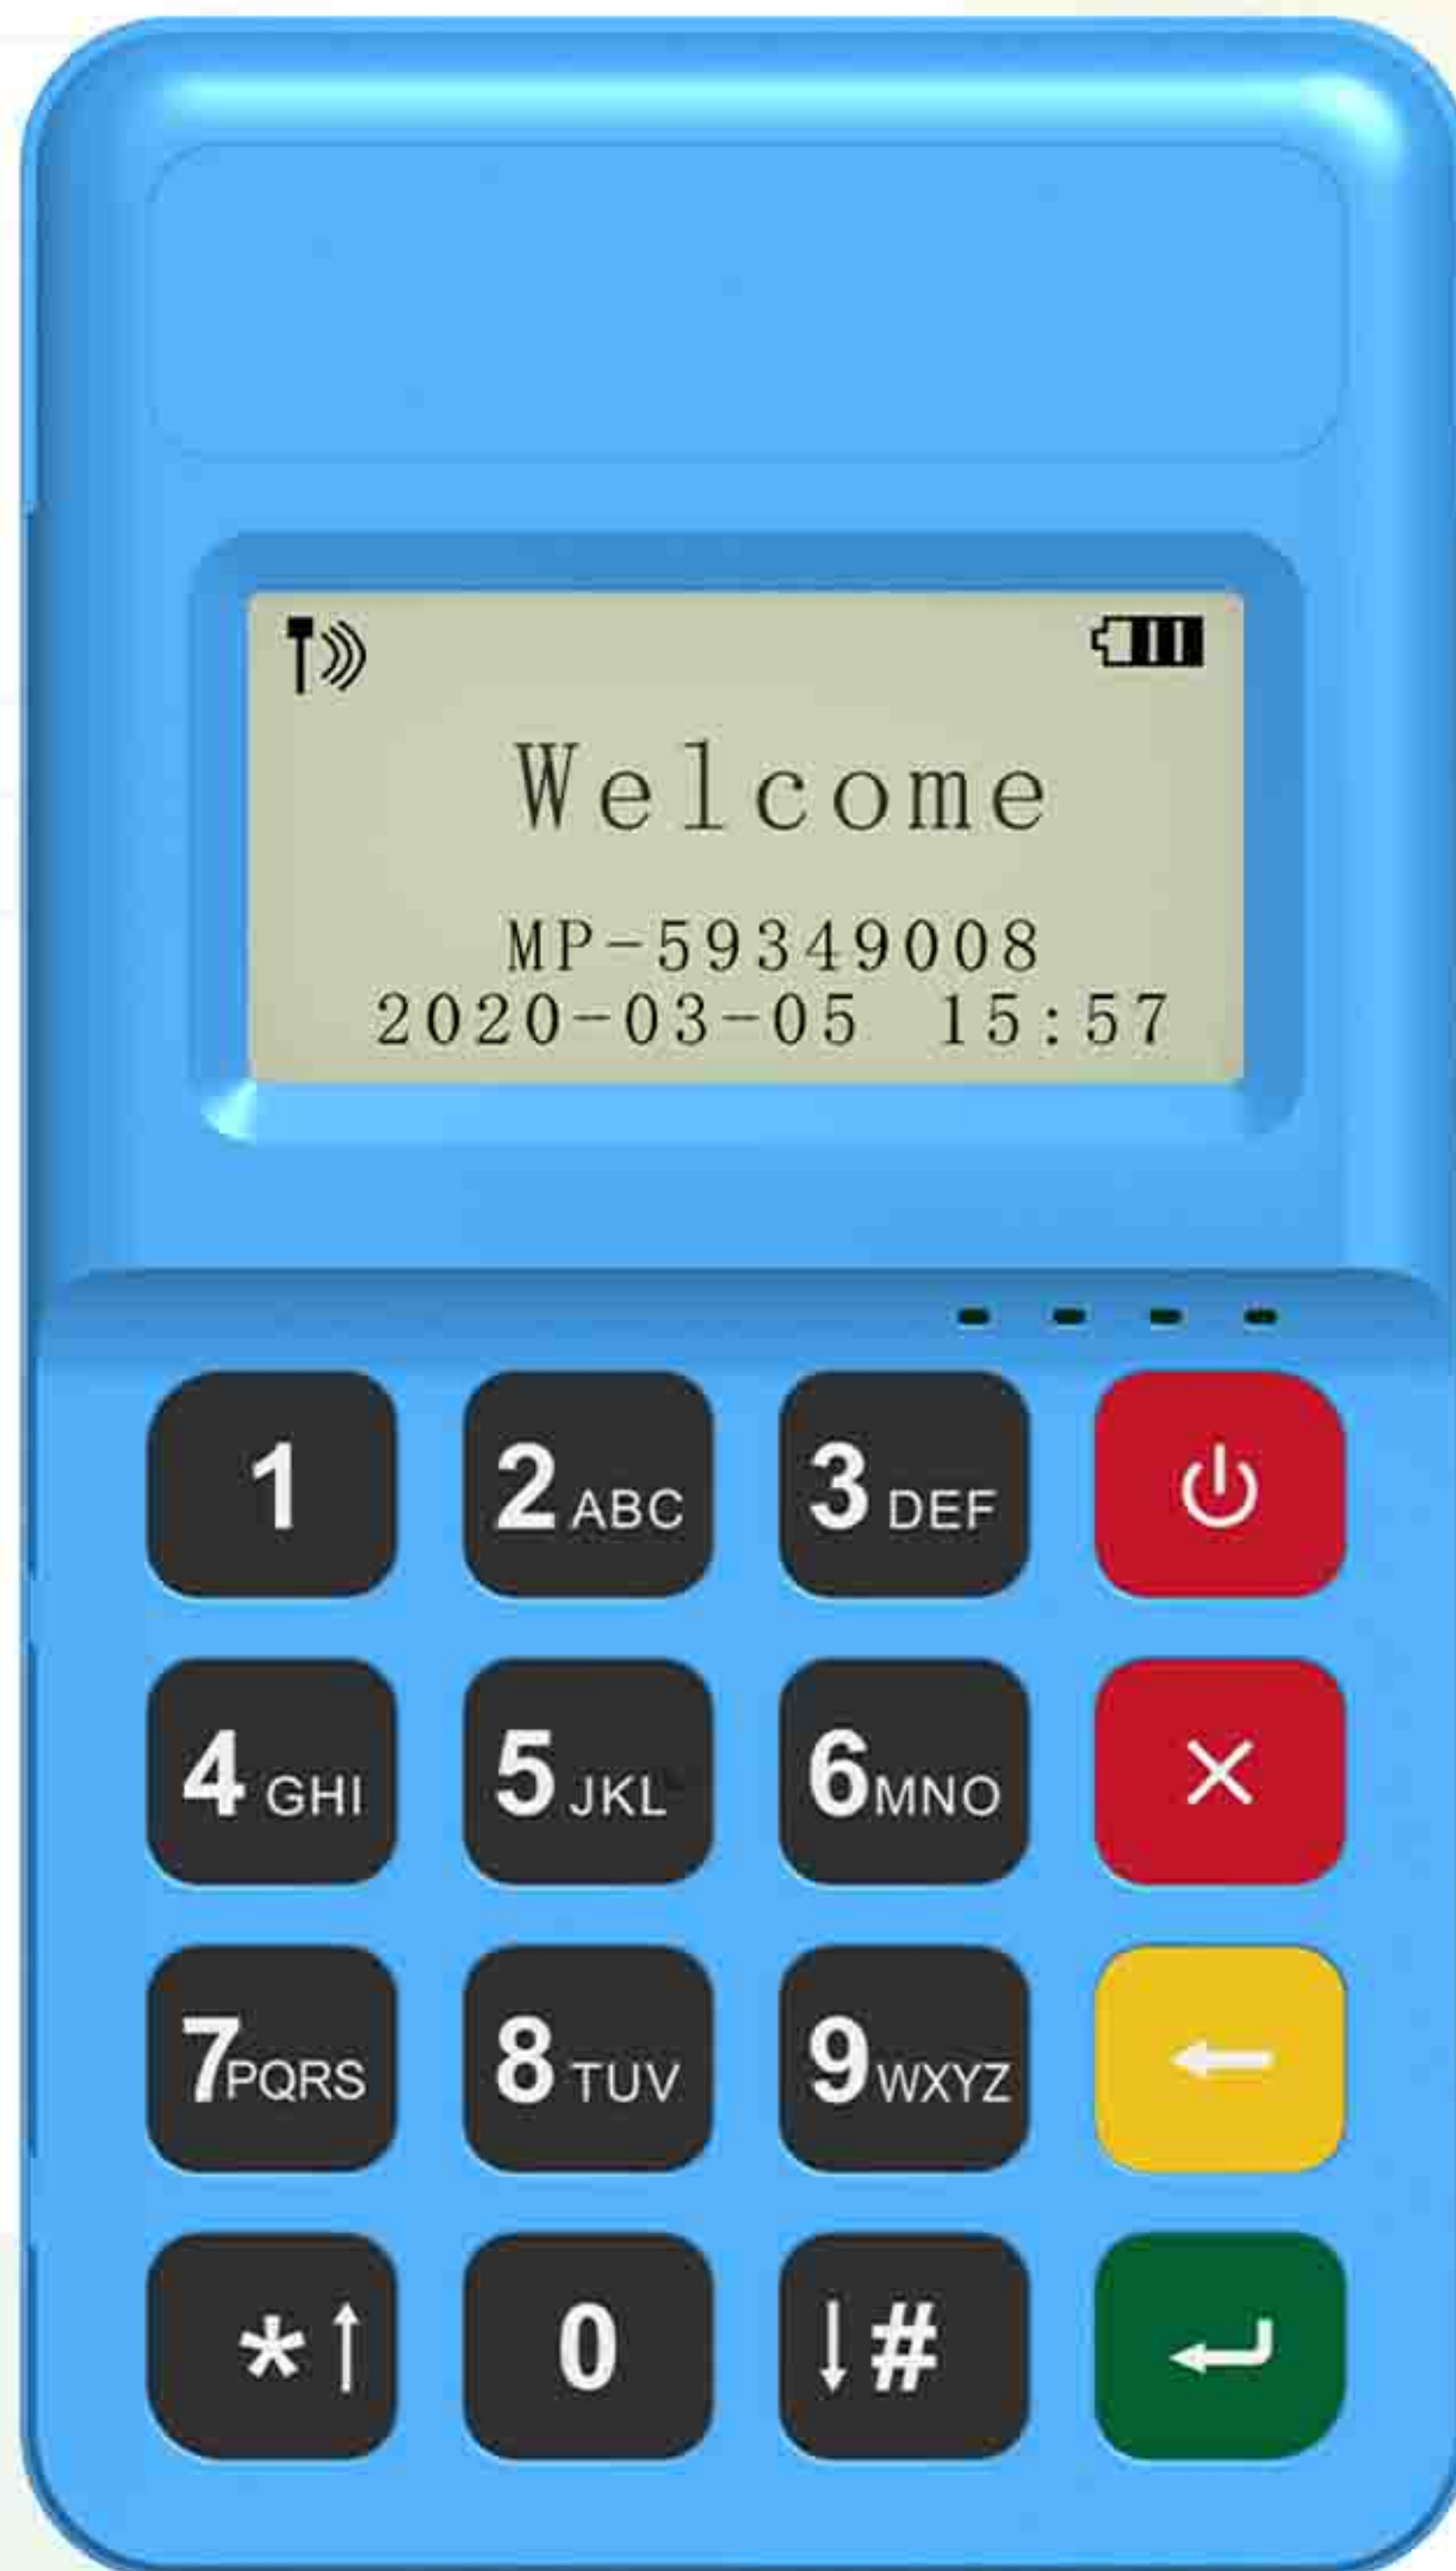 Welcome
MP-59349008
2020-03-05 15:57
1 2 ABC 3 DEF
4 GHI 5 JKL 6 MNO
7 PQRS 8 TUV 9 WXYZ
*↑ 0 ↓#